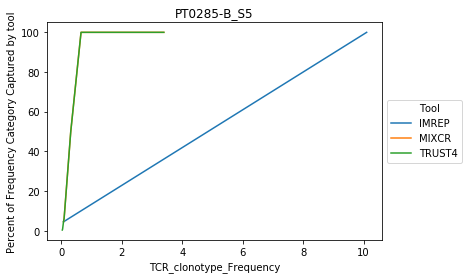 PT0285-B_S5
Percent of Frequency Category Captured by tool
100
80
60
40
20
0
0
2
4
6
8
10
TCR_clonotype_Frequency
Tool
IMREP
MIXCR
TRUST4